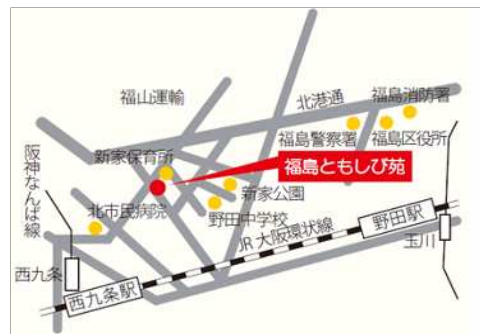 福山運輸
北港通
福島消防署
福島警察署
福島区役所
新家保育所
福島ともしび苑
阪神なんば線
新家公園
北市民病院
野田中学校
JR大阪環状線
野田駅
玉川
西九条
西九条駅